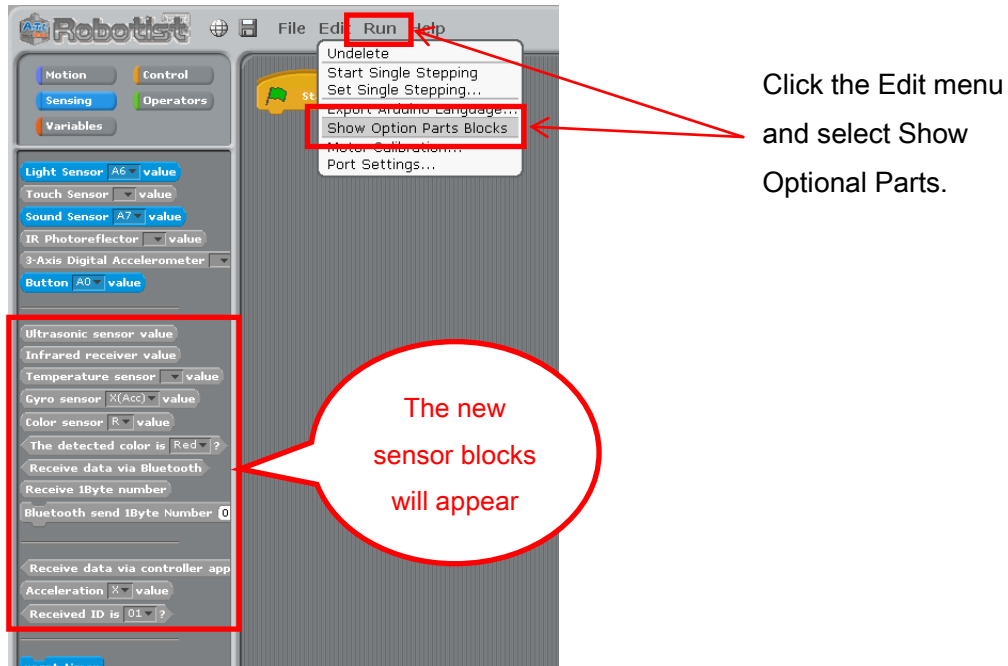 Robotist File Edit Run Help
Undelete
Start Single Stepping
Set Single Stepping...
Export Arduino Language...
Show Option Parts Blocks
Motor Calibration...
Port Settings...
Motion Control
Sensing Operators
Variables
Light Sensor A6 value
Touch Sensor value
Sound Sensor A7 value
IR Photoreflector value
3-Axis Digital Accelerometer
Button A0 value
Ultrasonic sensor value
Infrared receiver value
Temperature sensor value
Gyro sensor X(Acc) value
Color sensor R value
The detected color is Red ?
Receive data via Bluetooth
Receive 1Byte number
Bluetooth send 1Byte Number 0
Receive data via controller app
Acceleration X value
Received ID is 01 ?
Click the Edit menu
and select Show
Optional Parts.
The new
sensor blocks
will appear